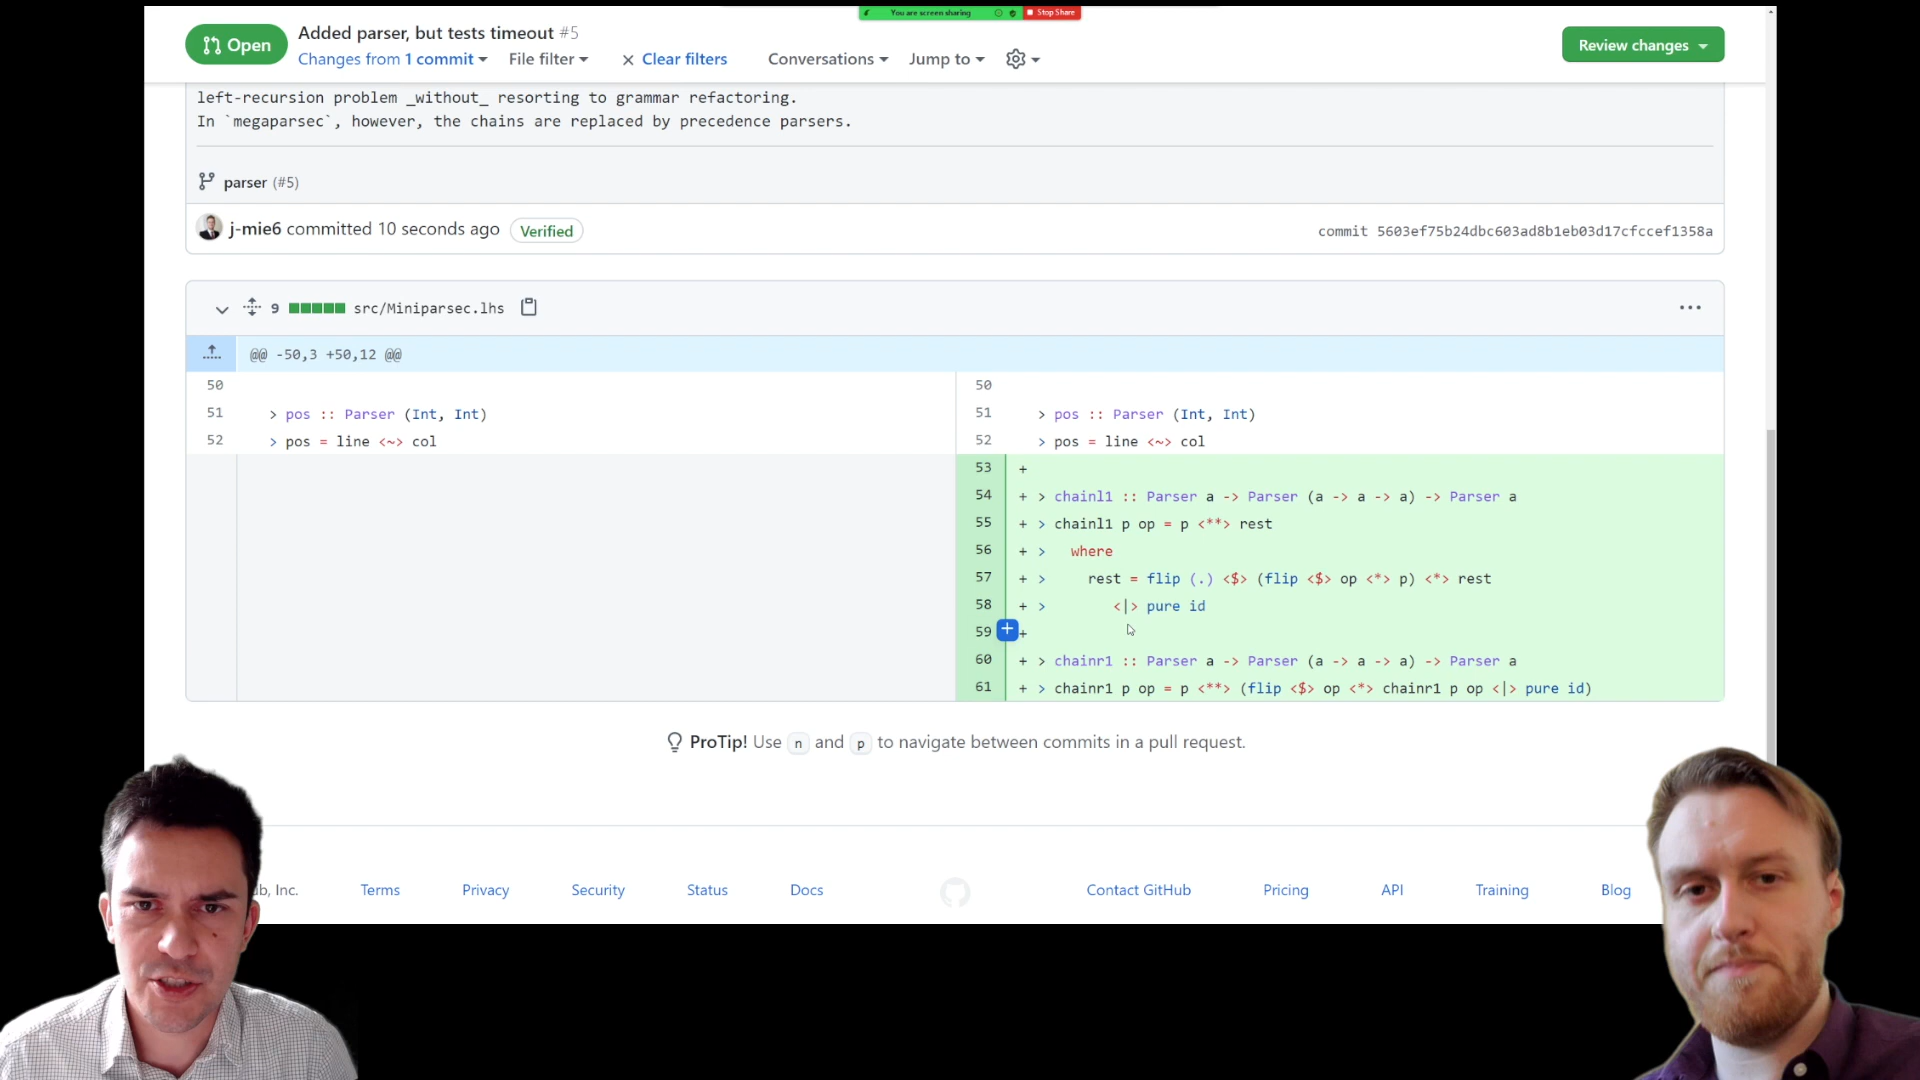 You are screen sharing Stop Share
Open
Added parser, but tests timeout #5
Changes from 1 commit File filter Clear filters Conversations Jump to
Review changes
left-recursion problem _without_ resorting to grammar refactoring.
In `megaparsec`, however, the chains are replaced by precedence parsers.
parser (#5)
j-mie6 committed 10 seconds ago Verified
commit 5603ef75b24dbc603ad8b1eb03d17cfccef1358a
9 src/Miniparsec.lhs
@@ -50,3 +50,12 @@
50 50
51 > pos :: Parser (Int, Int) 51 > pos :: Parser (Int, Int)
52 > pos = line <~> col 52 > pos = line <~> col
53 +
54 + > chainl1 :: Parser a -> Parser (a -> a -> a) -> Parser a
55 + > chainl1 p op = p <**> rest
56 + > where
57 + > rest = flip (.) <$> (flip <$> op <*> p) <*> rest
58 + > <|> pure id
59 +
60 + > chainr1 :: Parser a -> Parser (a -> a -> a) -> Parser a
61 + > chainr1 p op = p <**> (flip <$> op <*> chainr1 p op <|> pure id)
ProTip! Use n and p to navigate between commits in a pull request.
Inc. Terms Privacy Security Status Docs Contact GitHub Pricing API Training Blog